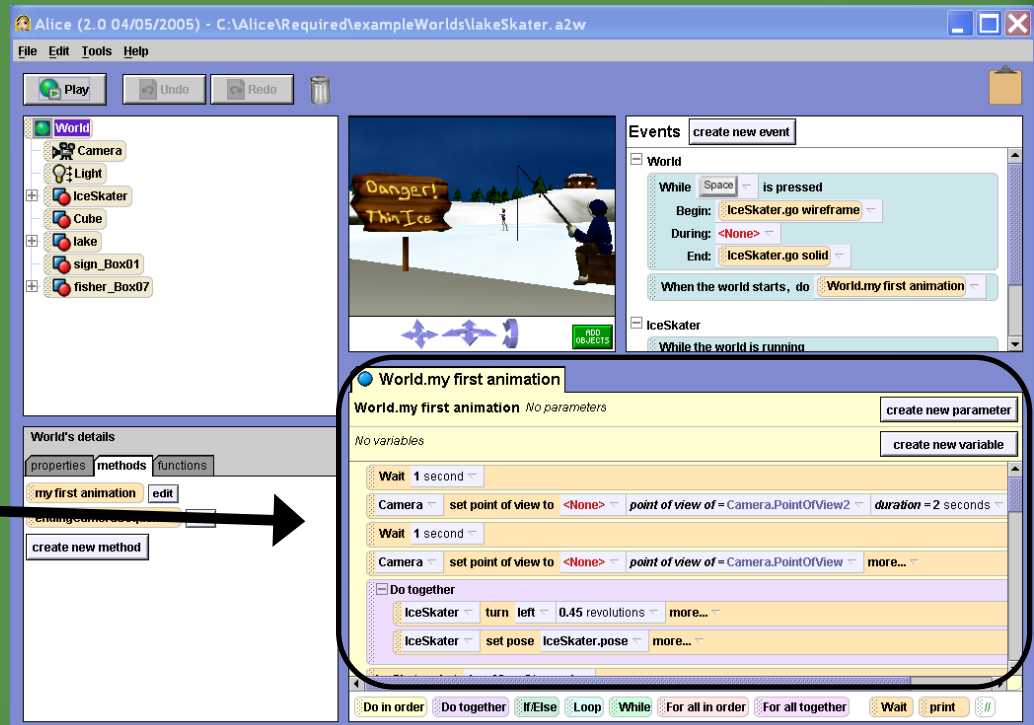 Alice (2.0 04/05/2005) - C:\Alice\Required\exampleWorlds\lakeSkater.a2w
File Edit Tools Help
Play Undo Redo
World
Camera
Light
IceSkater
Cube
lake
sign_Box01
fisher_Box07
Danger!
Thin Ice
ADD
OBJECTS
Events create new event
World
While Space is pressed
Begin: IceSkater.go wireframe
During: <None>
End: IceSkater.go solid
When the world starts, do World.my first animation
IceSkater
While the world is running
World's details
properties methods functions
my first animation edit
create new method
World.my first animation
World.my first animation No parameters create new parameter
No variables create new variable
Wait 1 second
Camera set point of view to <None> point of view of = Camera.PointOfView2 duration = 2 seconds
Wait 1 second
Camera set point of view to <None> point of view of = Camera.PointOfView more...
Do together
IceSkater turn left 0.45 revolutions more...
IceSkater set pose IceSkater.pose more...
Do in order Do together If/Else Loop While For all in order For all together Wait print //